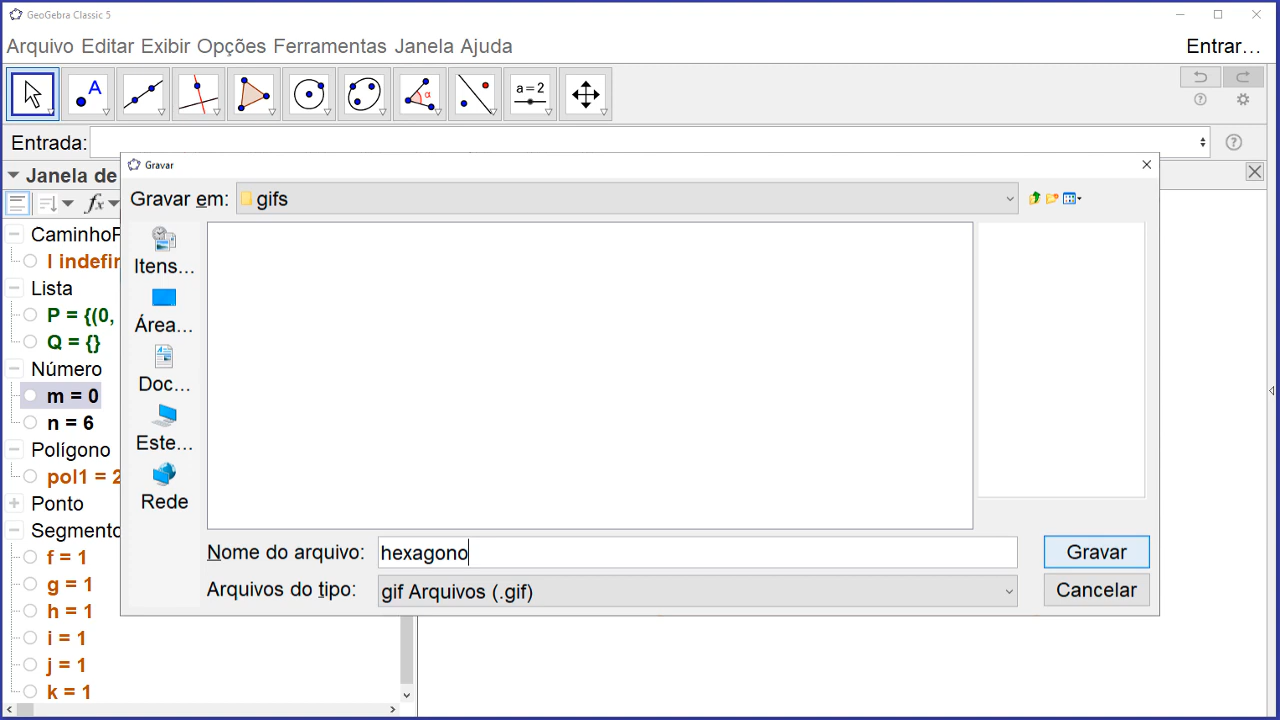 GeoGebra Classic 5
Arquivo Editar Exibir Opções Ferramentas Janela Ajuda
Entrar…
A
α
a = 2
Entrada:
Janela de
fx
Gravar
Gravar em:
gifs
Itens…
Área…
Doc…
Este…
Rede
Nome do arquivo:
hexagono
Gravar
Arquivos do tipo:
gif Arquivos (.gif)
Cancelar
I indefin
Lista
P = {(0,
Q = {}
Número
m = 0
n = 6
Polígono
pol1 = 2
Ponto
Segmento
f = 1
g = 1
h = 1
i = 1
j = 1
k = 1